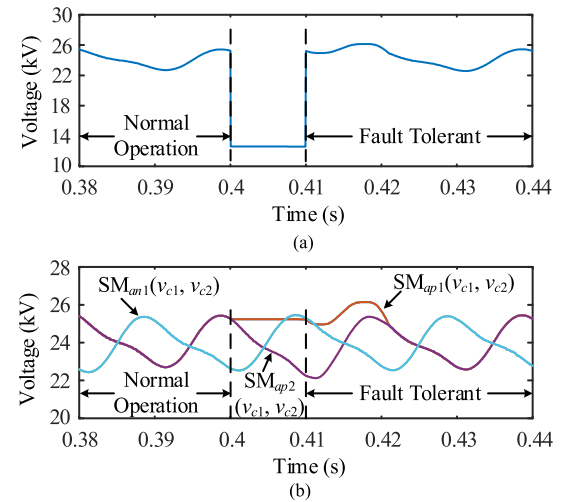 (a)
Voltage (kV)
30
26
22
18
14
10
Normal
Operation
Fault Tolerant
0.38 0.39 0.4 0.41 0.42 0.43 0.44
Time (s)
(a)
28
26
24
22
20
Voltage (kV)
SMan1(vc1, vc2)
SMap1(vc1, vc2)
SMap2
(vc1, vc2)
Normal
Operation
Fault Tolerant
0.38 0.39 0.4 0.41 0.42 0.43 0.44
Time (s)
(b)